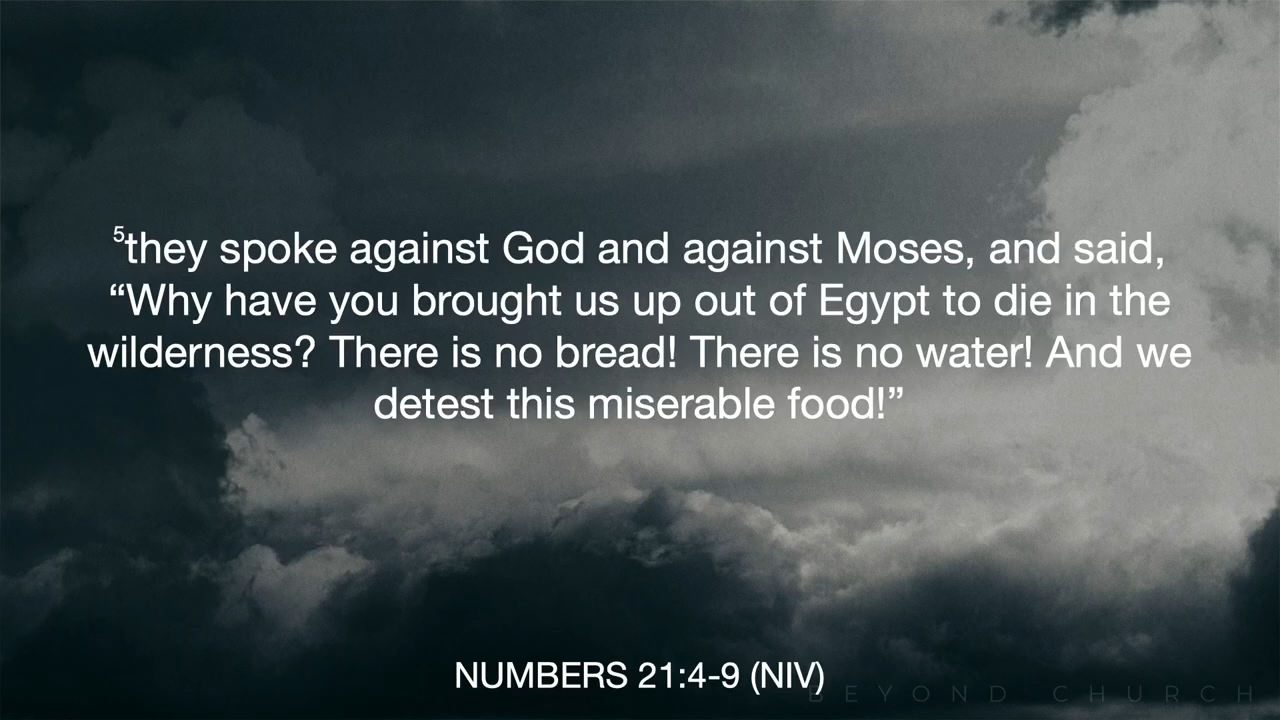 ⁵they spoke against God and against Moses, and said,
“Why have you brought us up out of Egypt to die in the
wilderness? There is no bread! There is no water! And we
detest this miserable food!”
NUMBERS 21:4-9 (NIV)
BEYOND CHURCH